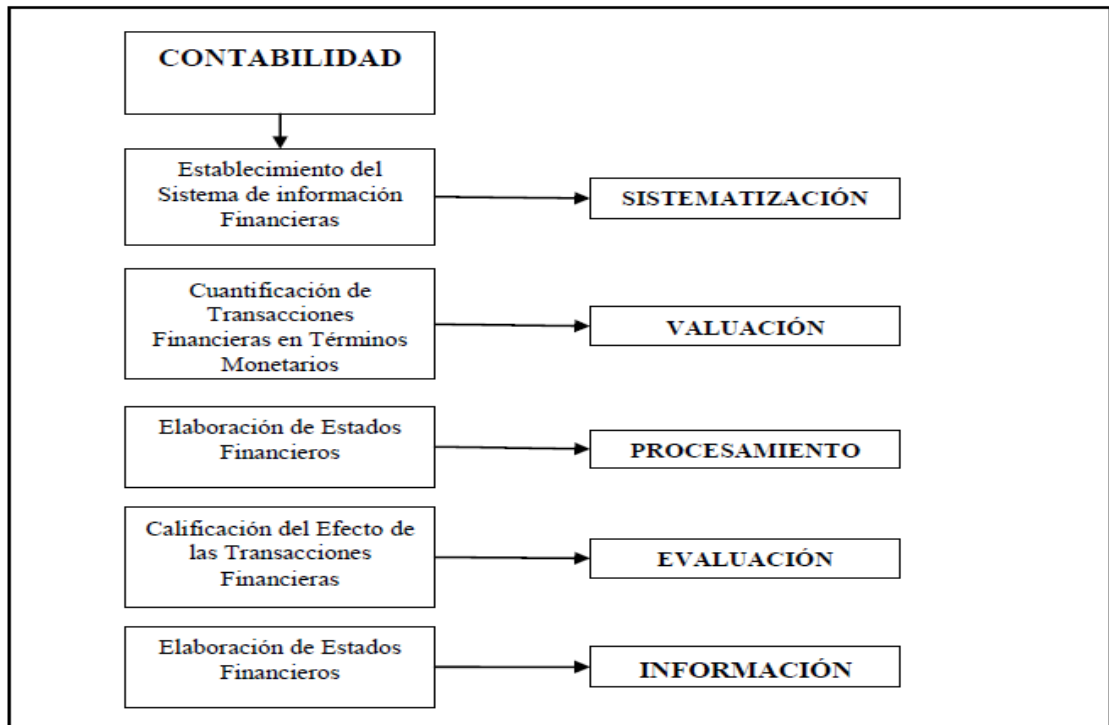 CONTABILIDAD
Establecimiento del
Sistema de información
Financieras
SISTEMATIZACIÓN
Cuantificación de
Transacciones
Financieras en Términos
Monetarios
VALUACIÓN
Elaboración de Estados
Financieros
PROCESAMIENTO
Calificación del Efecto de
las Transacciones
Financieras
EVALUACIÓN
Elaboración de Estados
Financieros
INFORMACIÓN